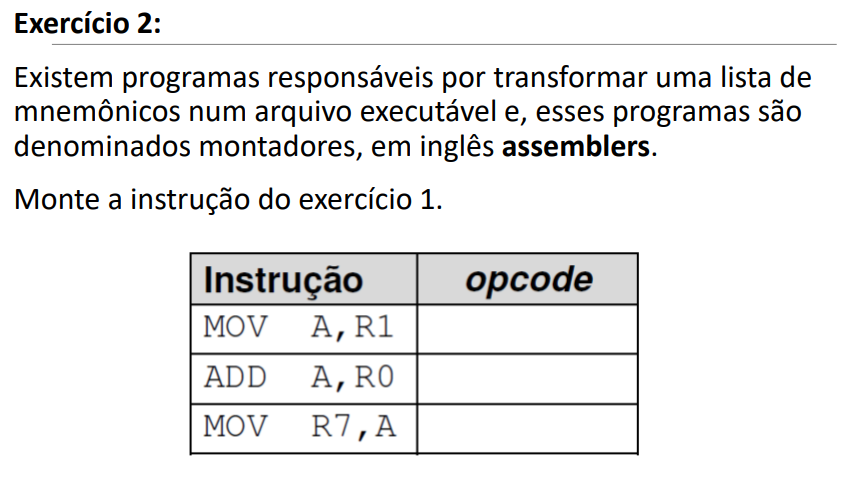 Exercício 2:
Existem programas responsáveis por transformar uma lista de
mnemônicos num arquivo executável e, esses programas são
denominados montadores, em inglês assemblers.
Monte a instrução do exercício 1.
Instrução opcode
MOV A,R1
ADD A,R0
MOV R7,A